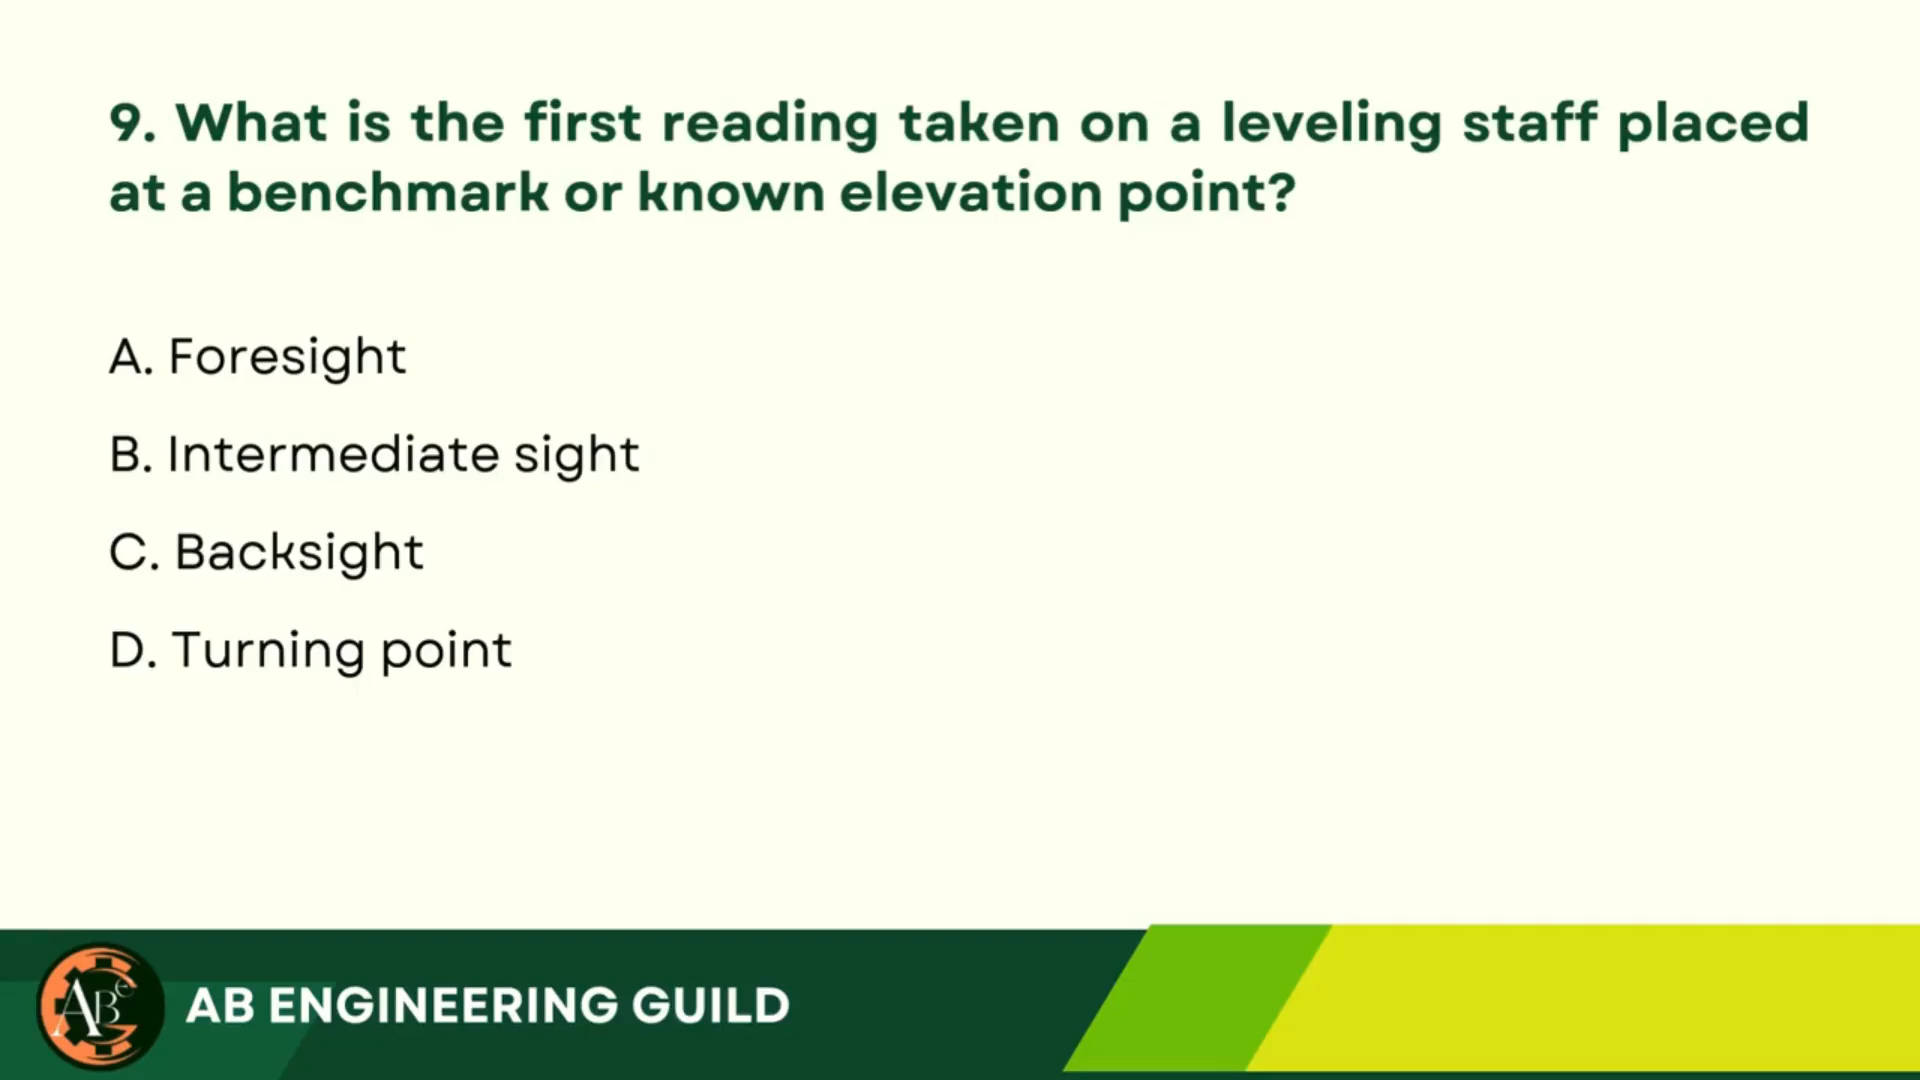 9. What is the first reading taken on a leveling staff placed
at a benchmark or known elevation point?
A. Foresight
B. Intermediate sight
C. Backsight
D. Turning point
ABe
AB ENGINEERING GUILD